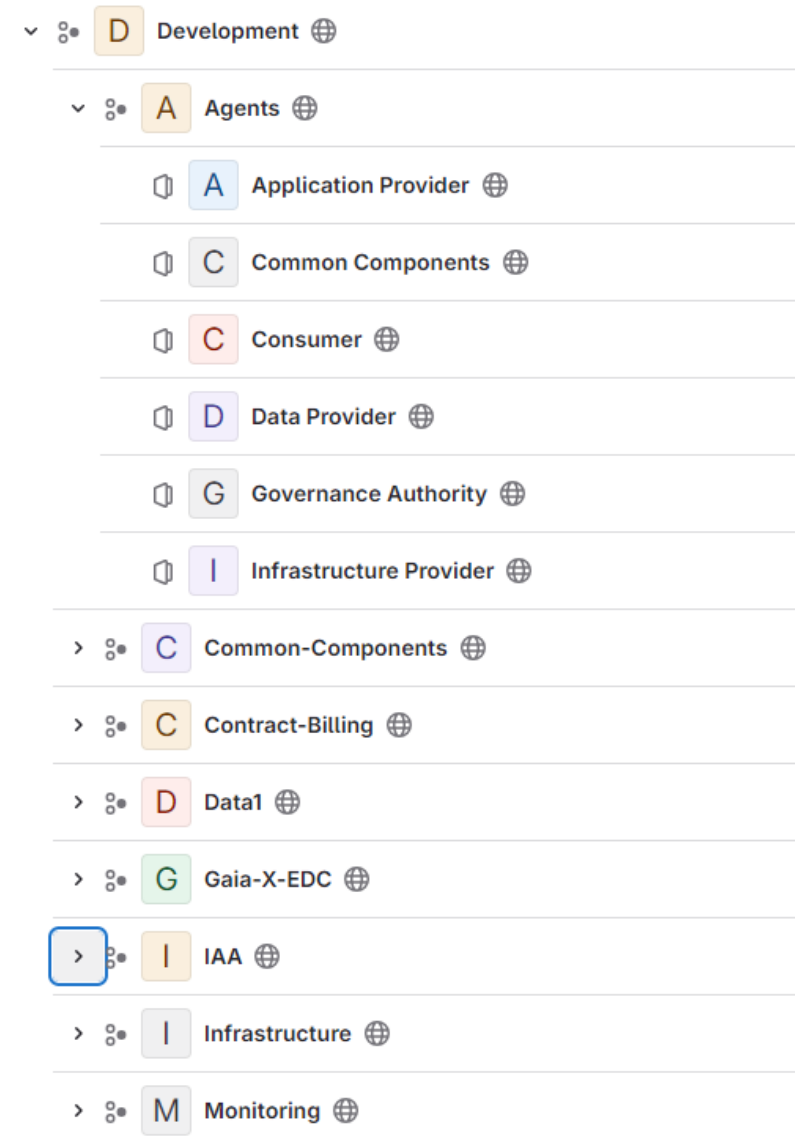 D Development
A Agents
A Application Provider
C Common Components
C Consumer
D Data Provider
G Governance Authority
I Infrastructure Provider
C Common-Components
C Contract-Billing
D Data1
G Gaia-X-EDC
I IAA
I Infrastructure
M Monitoring